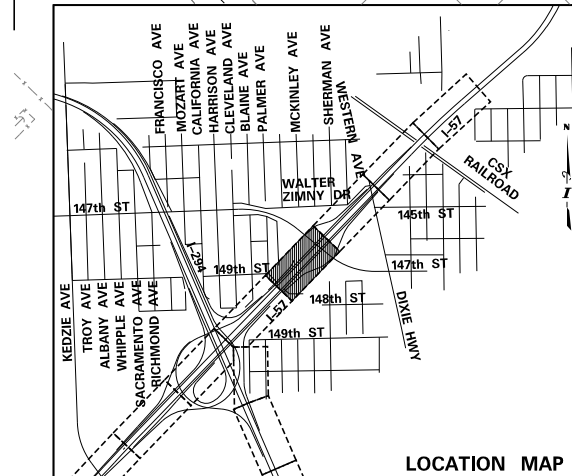 FRANCISCO AVE
MOZART AVE
CALIFORNIA AVE
HARRISON AVE
CLEVELAND AVE
BLAINE AVE
PALMER AVE
MCKINLEY AVE
SHERMAN AVE
WESTERN AVE
I-57
CSX
RAILROAD
N
WALTER
ZIMNY DR
147th ST
145th ST
I-294
149th ST
147th ST
I-57
148th ST
149th ST
DIXIE HWY
KEDZIE AVE
TROY AVE
ALBANY AVE
WHIPPLE AVE
SACRAMENTO AVE
RICHMOND AVE
LOCATION MAP